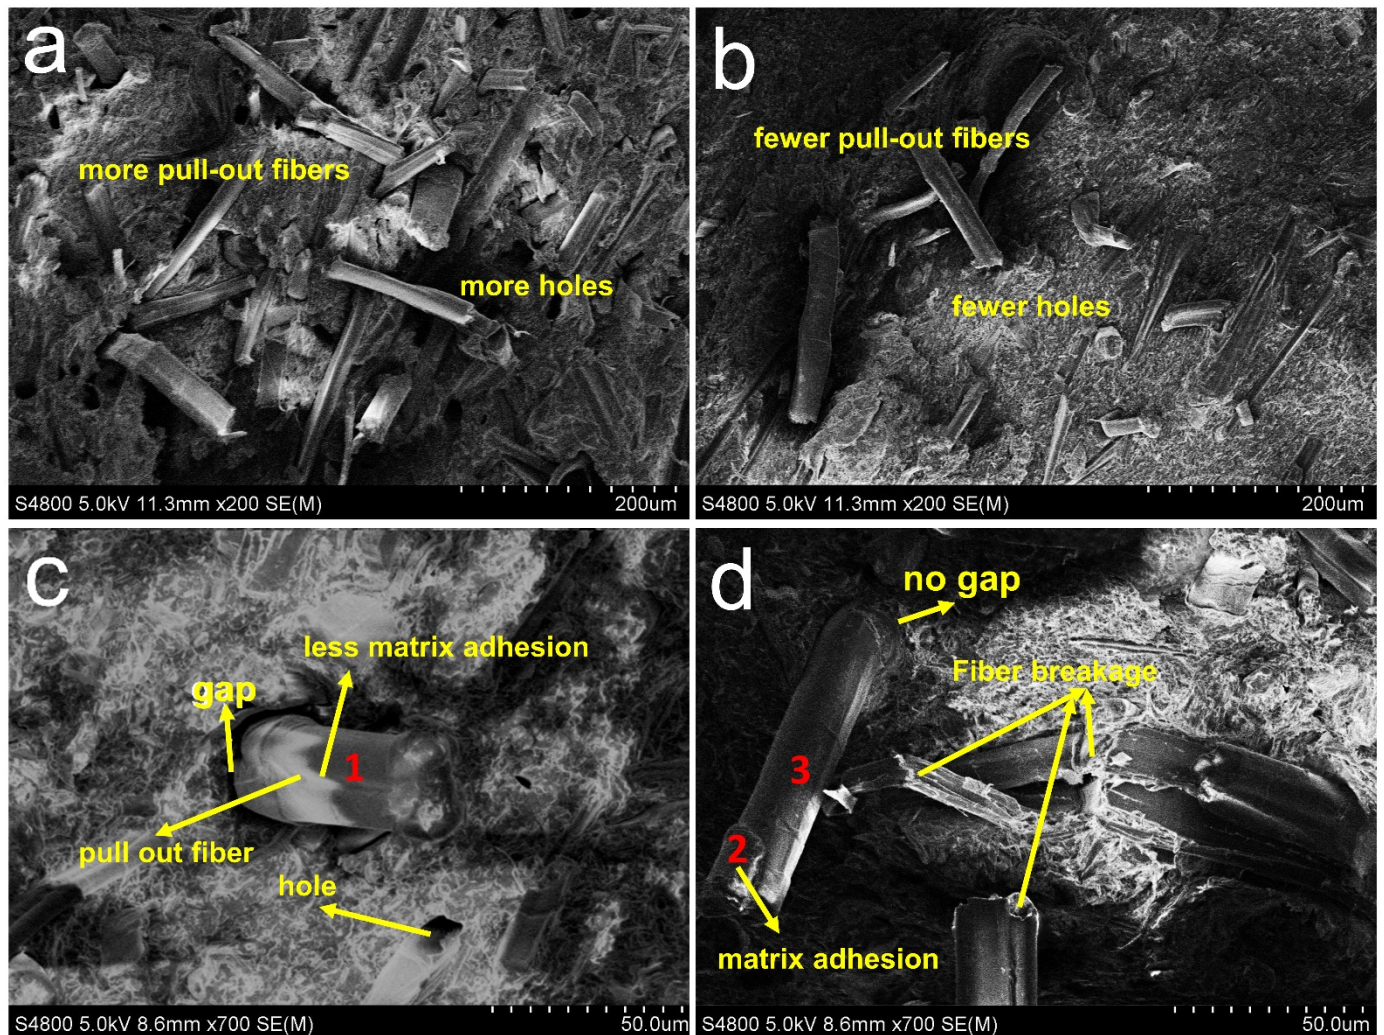 a
more pull-out fibers
more holes
S4800 5.0kV 11.3mm x200 SE(M)
200um
b
fewer pull-out fibers
fewer holes
S4800 5.0kV 11.3mm x200 SE(M)
200um
c
less matrix adhesion
gap
1
pull out fiber
hole
S4800 5.0kV 8.6mm x700 SE(M)
50.0um
d
no gap
Fiber breakage
3
2
matrix adhesion
S4800 5.0kV 8.6mm x700 SE(M)
50.0um